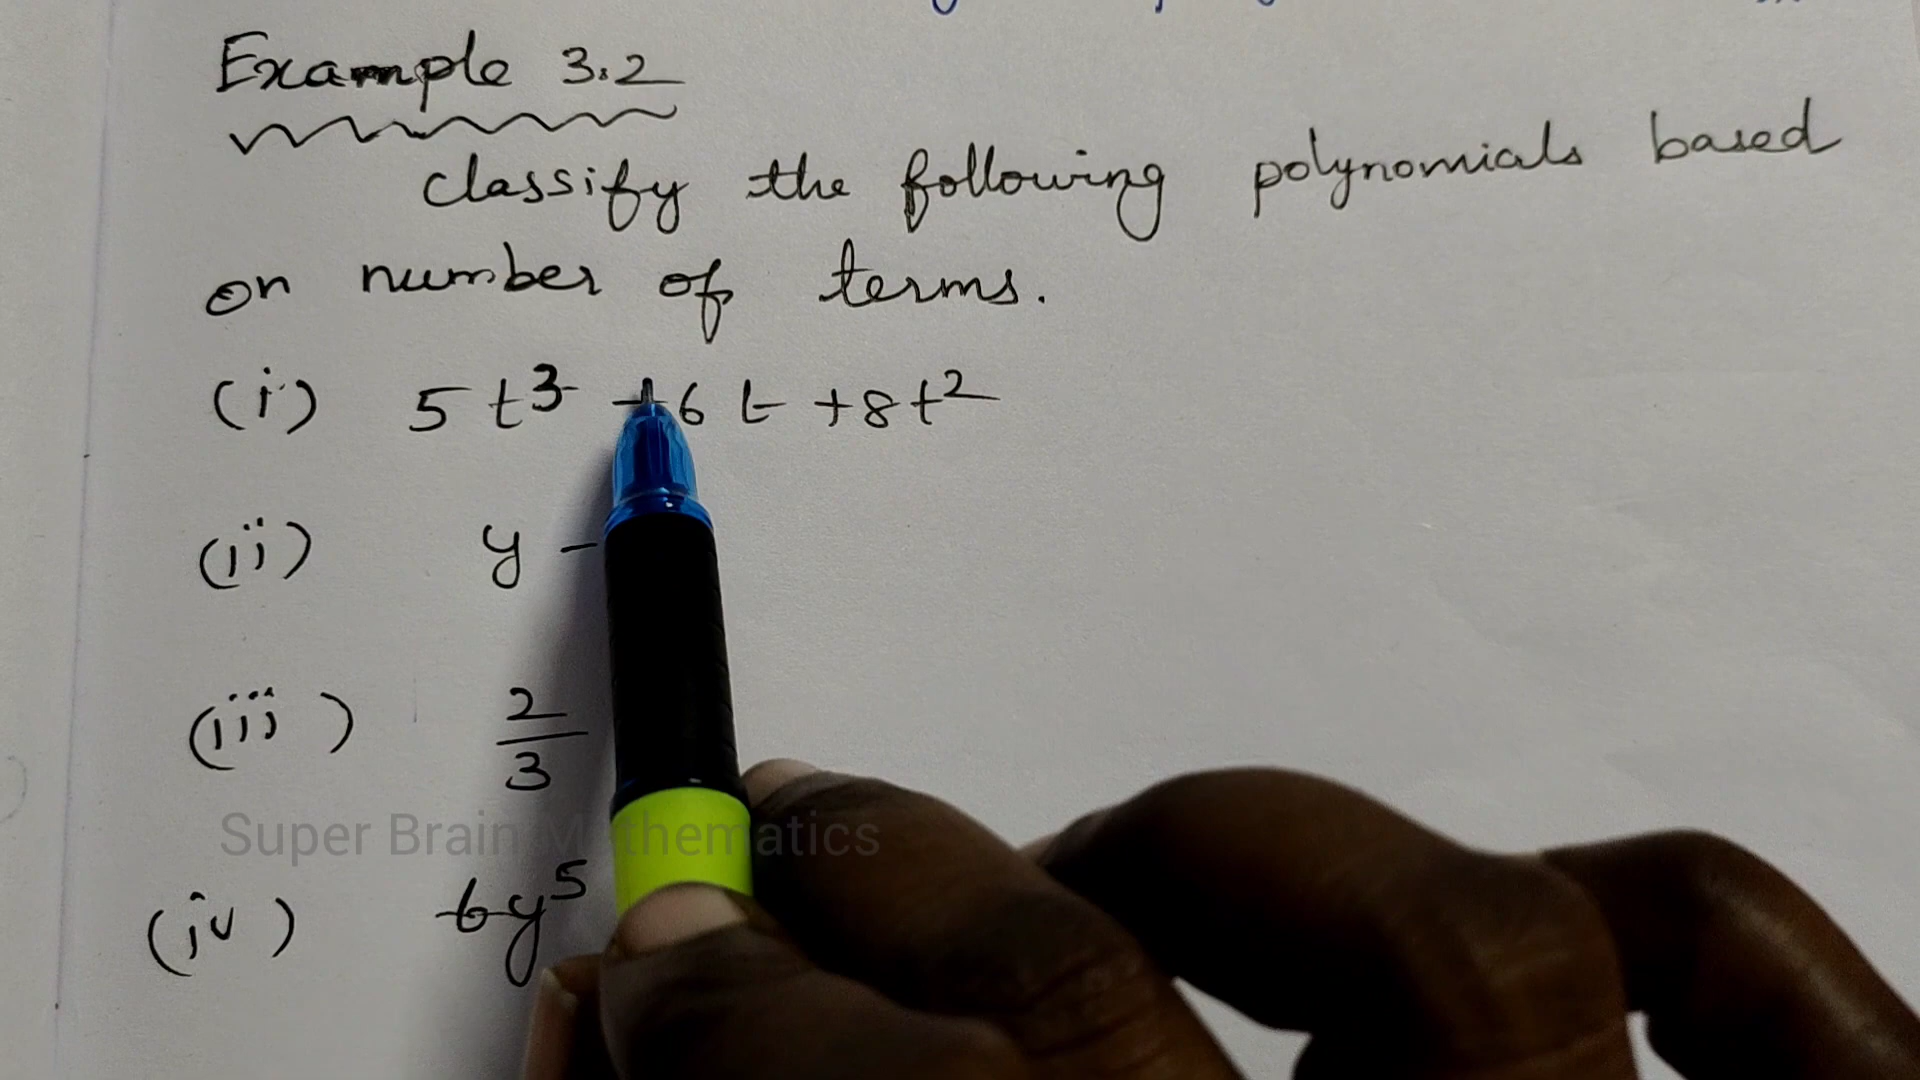 Example 3.2
classify the following polynomials based
on number of terms.
(i) 5t³ +6t +8t²
(ii) y -
(iii) 2/3
Super Brain Mathematics
(iv) 6y⁵